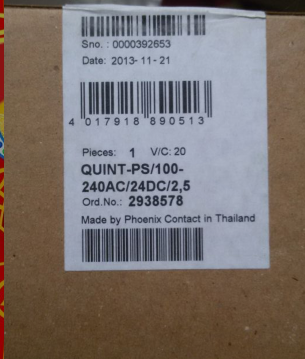 Sno. : 0000392653
Date: 2013-11-21
4 017918 890513
Pieces: 1 V/C: 20
QUINT-PS/100-
240AC/24DC/2,5
Ord.No.: 2938578
Made by Phoenix Contact in Thailand